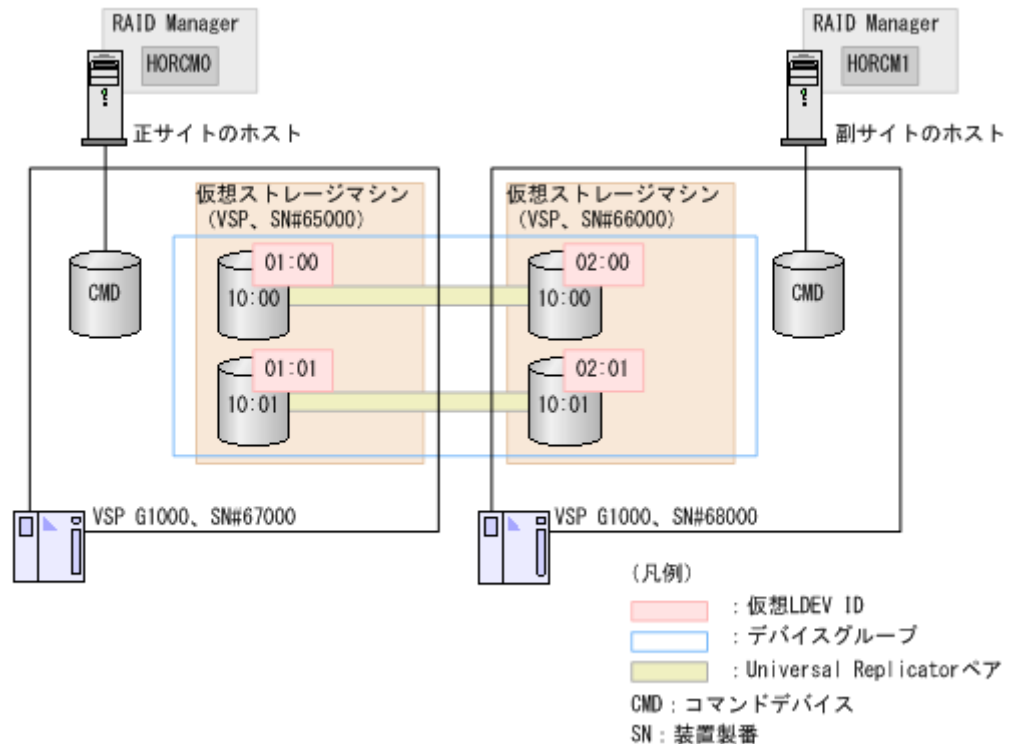 RAID Manager
HORCM0
正サイトのホスト
RAID Manager
HORCM1
副サイトのホスト
仮想ストレージマシン
(VSP、SN#65000)
仮想ストレージマシン
(VSP、SN#66000)
CMD
01:00
10:00
02:00
10:00
CMD
01:01
10:01
02:01
10:01
VSP G1000、SN#67000
VSP G1000、SN#68000
(凡例)
:仮想LDEV ID
:デバイスグループ
:Universal Replicatorペア
CMD:コマンドデバイス
SN:装置製番